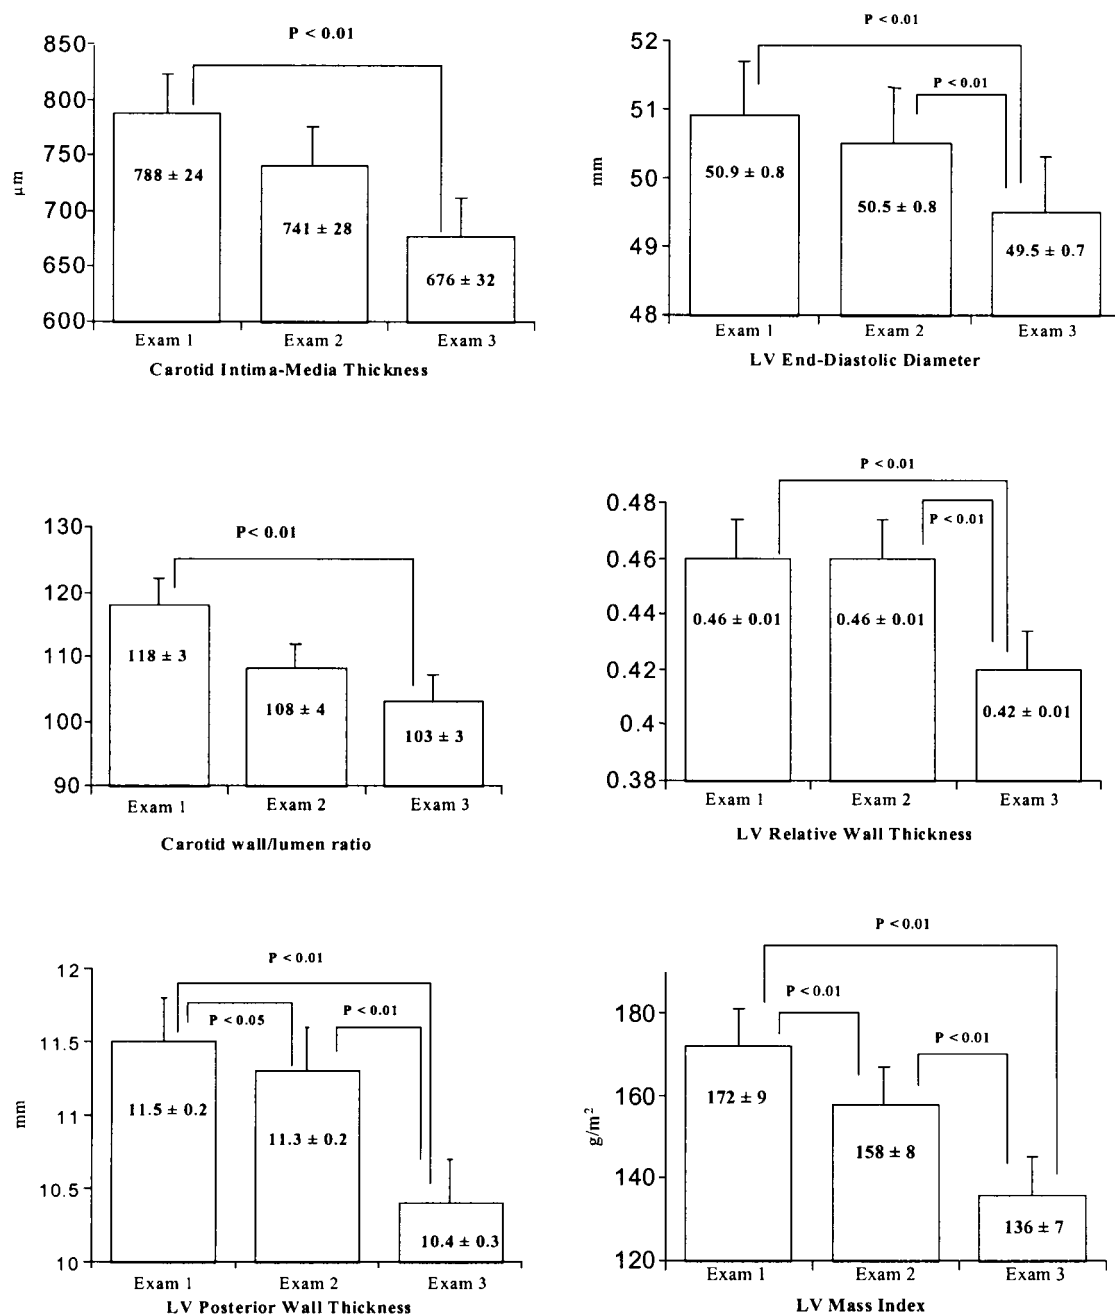 P < 0.01
850
800
750
700
650
600
μm
788 ± 24
741 ± 28
676 ± 32
Exam 1 Exam 2 Exam 3
Carotid Intima-Media Thickness
P < 0.01
P < 0.01
52
51
50
49
48
mm
50.9 ± 0.8
50.5 ± 0.8
49.5 ± 0.7
Exam 1 Exam 2 Exam 3
LV End-Diastolic Diameter
P < 0.01
130
120
110
100
90
118 ± 3
108 ± 4
103 ± 3
Exam 1 Exam 2 Exam 3
Carotid wall/lumen ratio
P < 0.01
P < 0.01
0.48
0.46
0.44
0.42
0.4
0.38
0.46 ± 0.01
0.46 ± 0.01
0.42 ± 0.01
Exam 1 Exam 2 Exam 3
LV Relative Wall Thickness
P < 0.01
P < 0.05
P < 0.01
12
11.5
11
10.5
10
mm
11.5 ± 0.2
11.3 ± 0.2
10.4 ± 0.3
Exam 1 Exam 2 Exam 3
LV Posterior Wall Thickness
P < 0.01
P < 0.01
P < 0.01
180
160
140
120
g/m²
172 ± 9
158 ± 8
136 ± 7
Exam 1 Exam 2 Exam 3
LV Mass Index